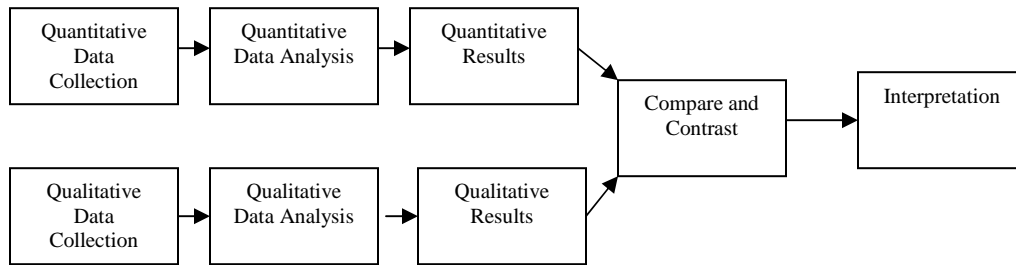 Quantitative
Data
Collection
Quantitative
Data Analysis
Quantitative
Results
Compare and
Contrast
Interpretation
Qualitative
Data
Collection
Qualitative
Data Analysis
Qualitative
Results